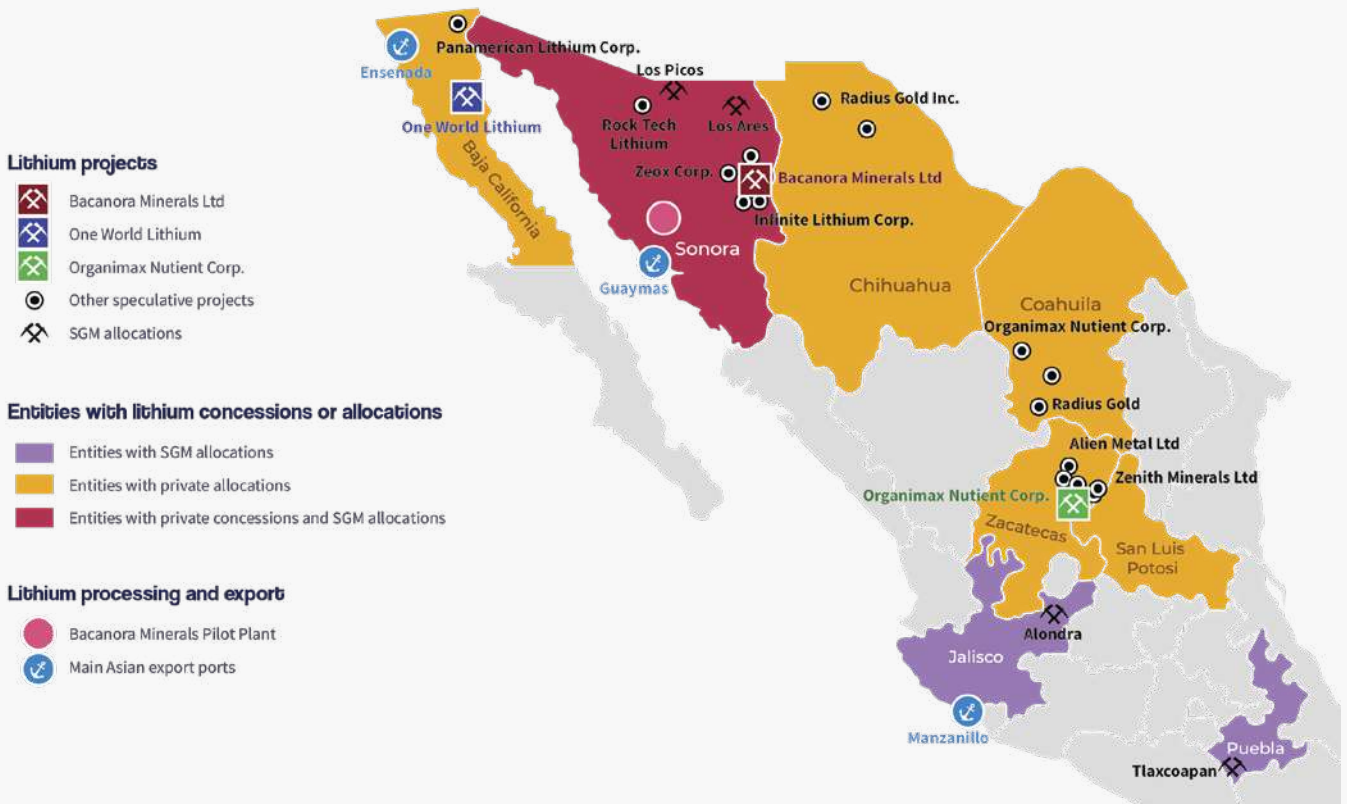 Panamerican Lithium Corp.
Ensenada
One World Lithium
Baja California
Los Picos
Rock Tech
Lithium
Los Ares
Zeox Corp.
Bacanora Minerals Ltd
Infinite Lithium Corp.
Sonora
Guaymas
Radius Gold Inc.
Chihuahua
Coahuila
Organimax Nutient Corp.
Radius Gold
Alien Metal Ltd
Zenith Minerals Ltd
Organimax Nutient Corp.
Zacatecas
San Luis
Potosi
Alondra
Jalisco
Manzanillo
Puebla
Tlaxcoapan
Lithium projects
Bacanora Minerals Ltd
One World Lithium
Organimax Nutient Corp.
Other speculative projects
SGM allocations
Entities with lithium concessions or allocations
Entities with SGM allocations
Entities with private allocations
Entities with private concessions and SGM allocations
Lithium processing and export
Bacanora Minerals Pilot Plant
Main Asian export ports